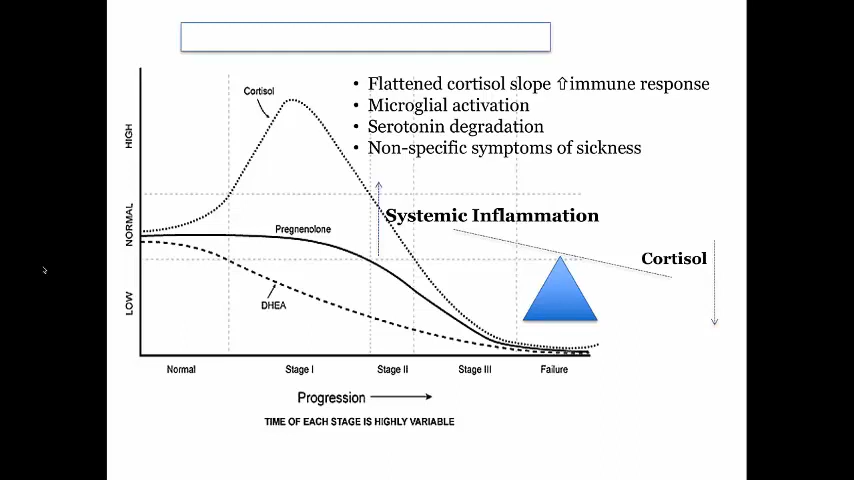 • Flattened cortisol slope ⇧immune response
• Microglial activation
• Serotonin degradation
• Non-specific symptoms of sickness
Cortisol
HIGH
NORMAL
LOW
Systemic Inflammation
Pregnenolone
Cortisol
DHEA
Normal
Stage I
Stage II
Stage III
Failure
Progression
TIME OF EACH STAGE IS HIGHLY VARIABLE